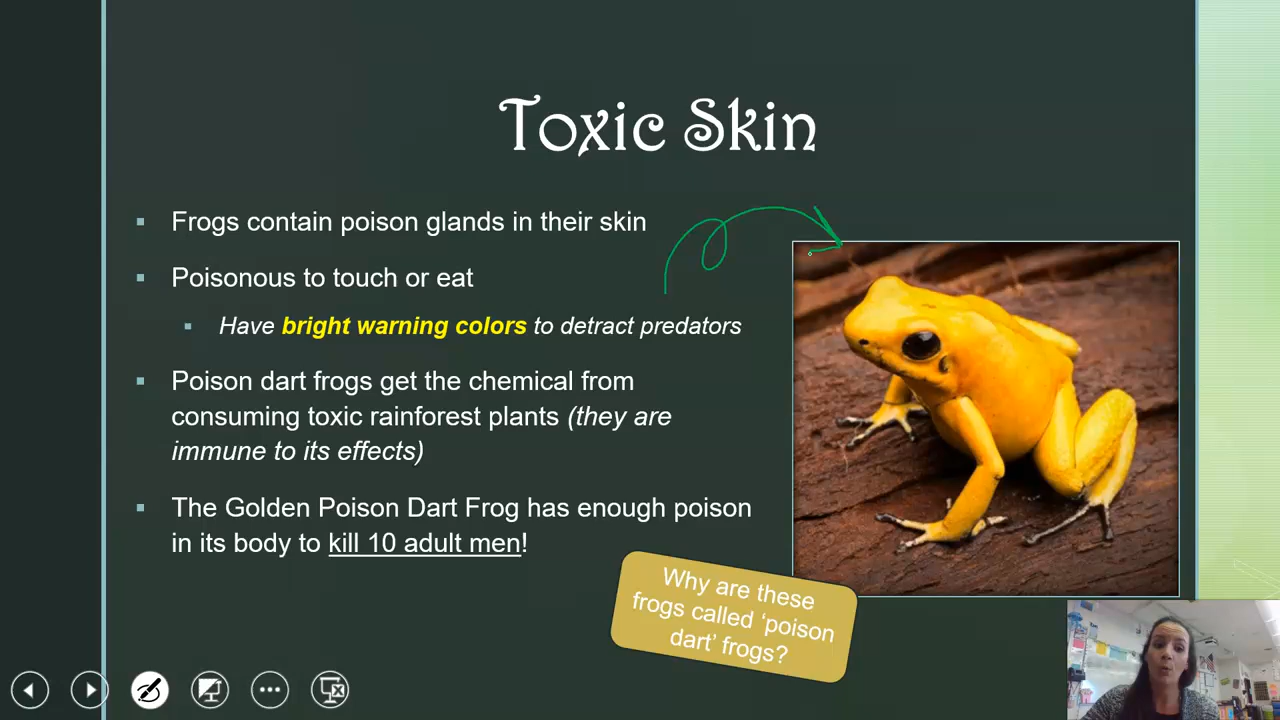 Toxic Skin
Frogs contain poison glands in their skin
Poisonous to touch or eat
Have bright warning colors to detract predators
Poison dart frogs get the chemical from
consuming toxic rainforest plants (they are
immune to its effects)
The Golden Poison Dart Frog has enough poison
in its body to kill 10 adult men!
Why are these
frogs called ‘poison
dart’ frogs?